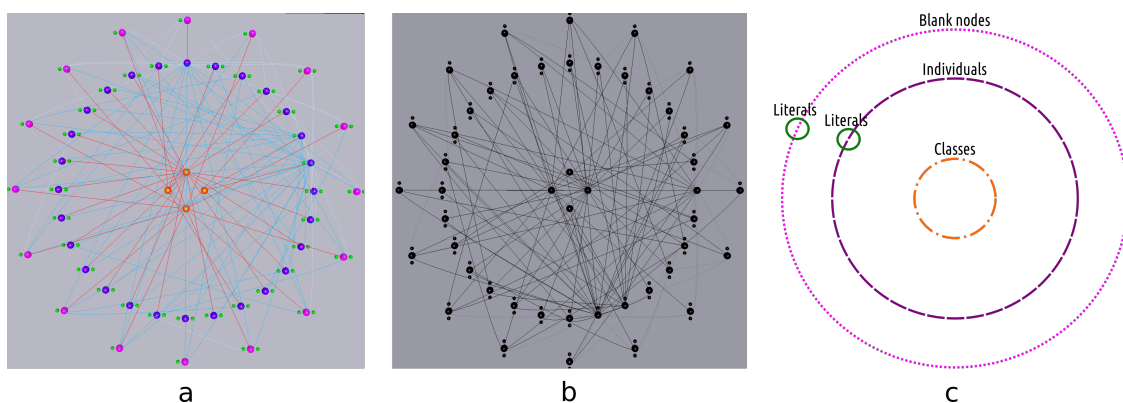 Blank nodes
Individuals
Literals
Literals
Classes
a
b
c